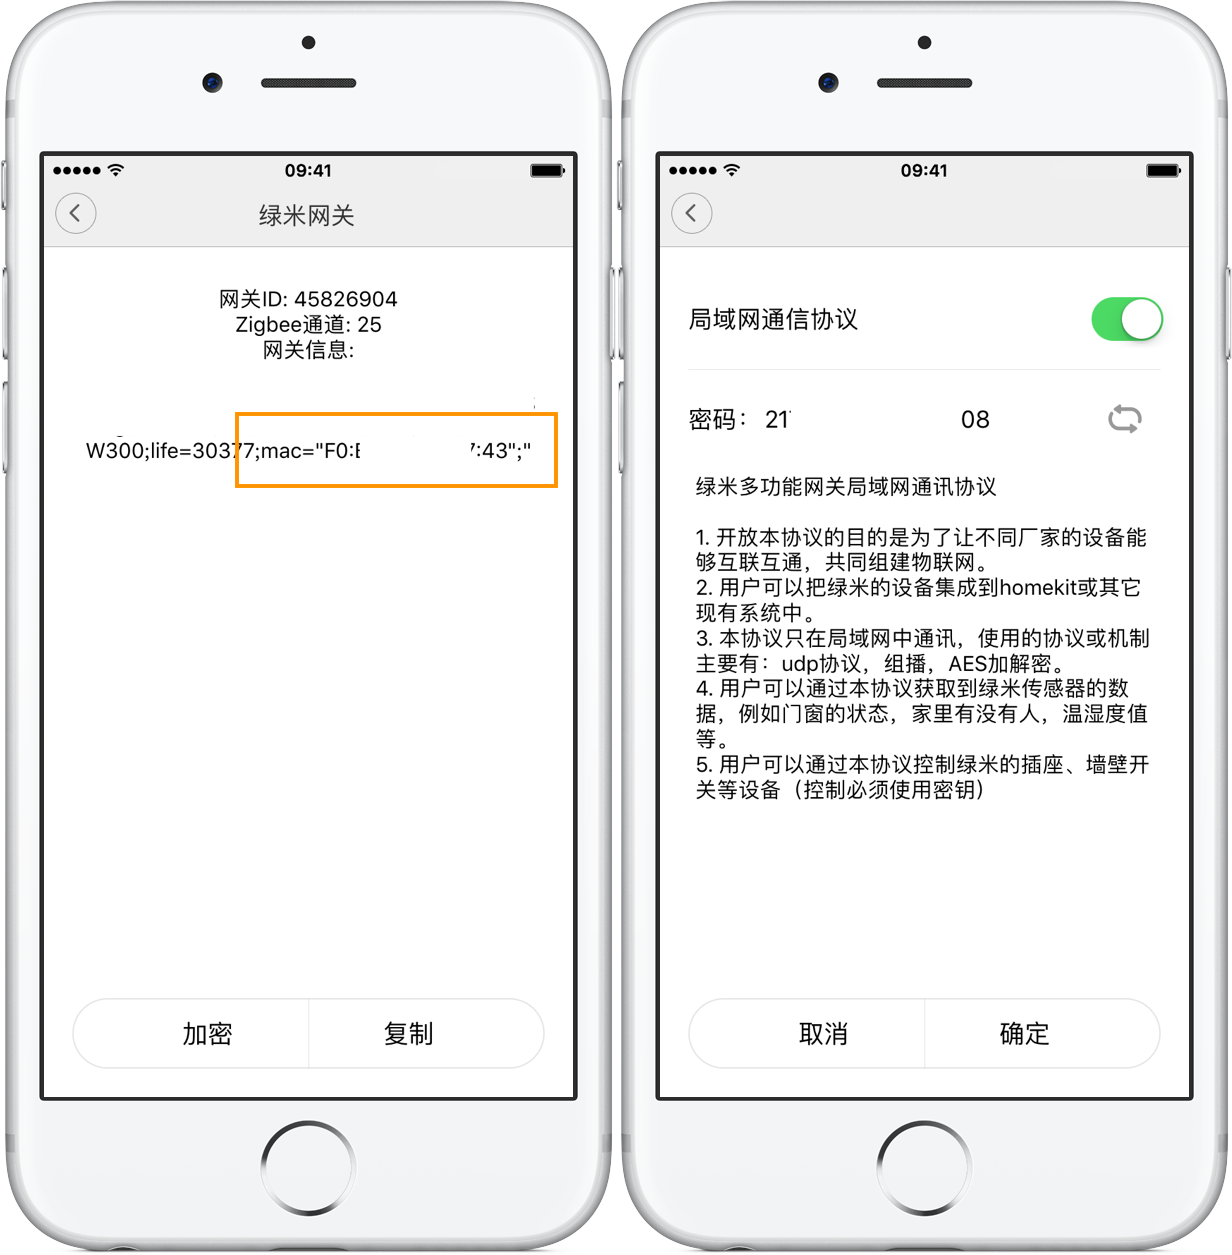 09:41
绿米网关
网关ID: 45826904
Zigbee通道: 25
网关信息:
W300;life=30377;mac="F0:E 7:43";"
加密
复制
09:41
局域网通信协议
密码: 21 08
绿米多功能网关局域网通讯协议
1. 开放本协议的目的是为了让不同厂家的设备能
够互联互通，共同组建物联网。
2. 用户可以把绿米的设备集成到homekit或其它
现有系统中。
3. 本协议只在局域网中通讯，使用的协议或机制
主要有：udp协议，组播，AES加解密。
4. 用户可以通过本协议获取到绿米传感器的数
据，例如门窗的状态，家里有没有人，温湿度值
等。
5. 用户可以通过本协议控制绿米的插座、墙壁开
关等设备（控制必须使用密钥）
取消
确定